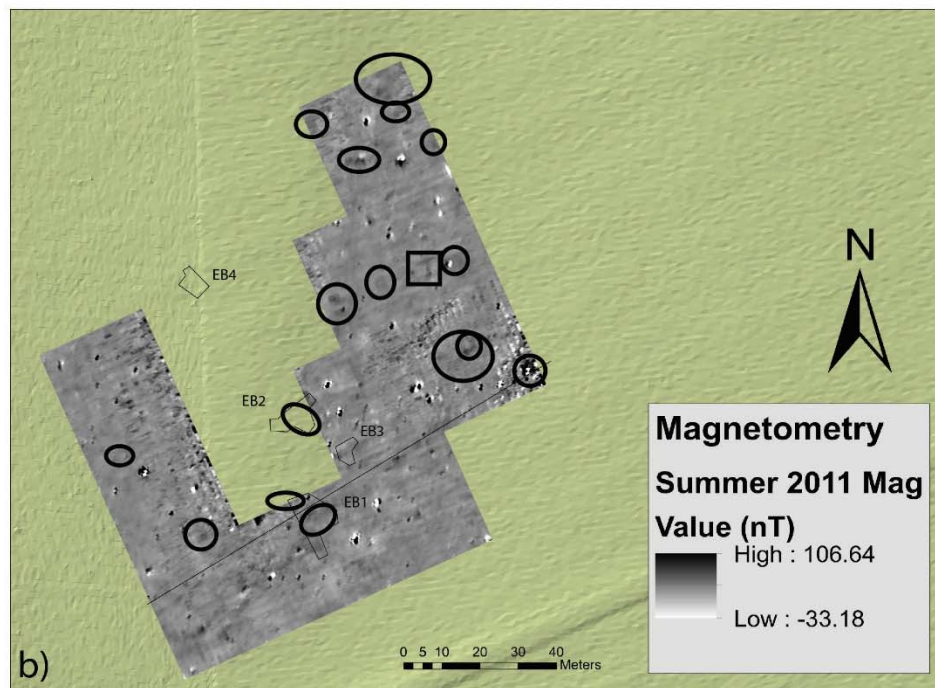 N
EB4
EB2
EB3
EB1
Magnetometry
Summer 2011 Mag
Value (nT)
High : 106.64
Low : -33.18
0 5 10 20 30 40
Meters
b)